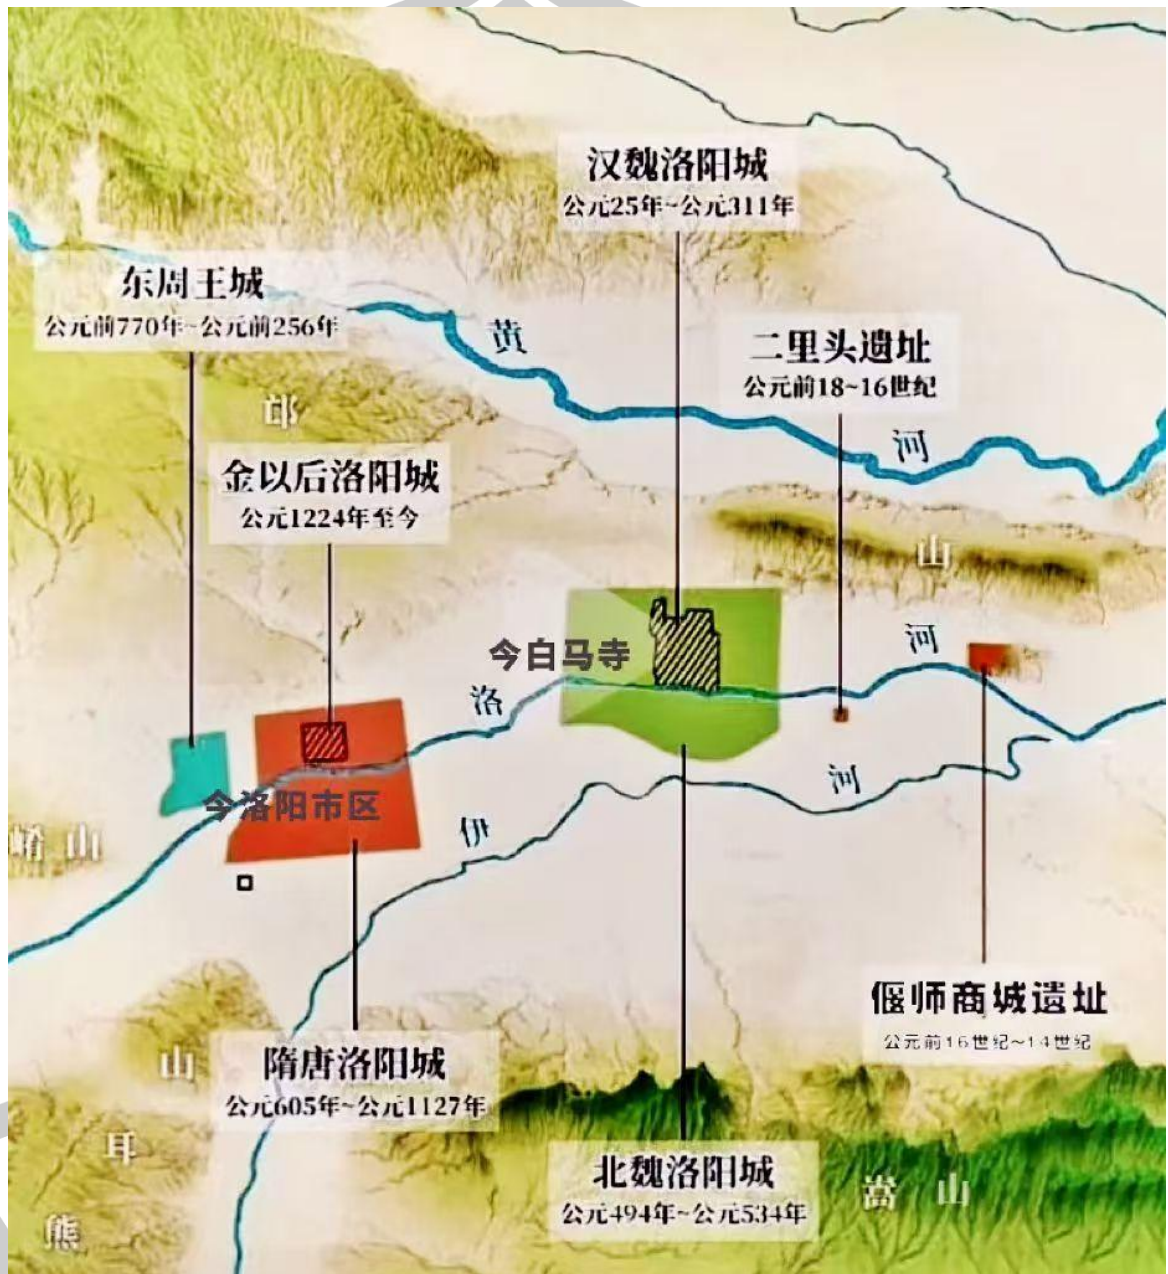 汉魏洛阳城
公元25年~公元311年
东周王城
公元前770年~公元前256年
黄
二里头遗址
公元前18~16世纪
邙
河
金以后洛阳城
公元1224年至今
山
今白马寺
河
洛
今洛阳市区
河
伊
崤山
偃师商城遗址
公元前16世纪~14世纪
隋唐洛阳城
公元605年~公元1127年
山
耳
熊
北魏洛阳城
公元494年~公元534年
嵩山